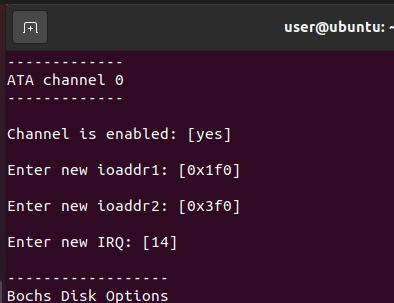 user@ubuntu: ~
-------------
ATA channel 0
-------------
Channel is enabled: [yes]
Enter new ioaddr1: [0x1f0]
Enter new ioaddr2: [0x3f0]
Enter new IRQ: [14]
------------------
Bochs Disk Options